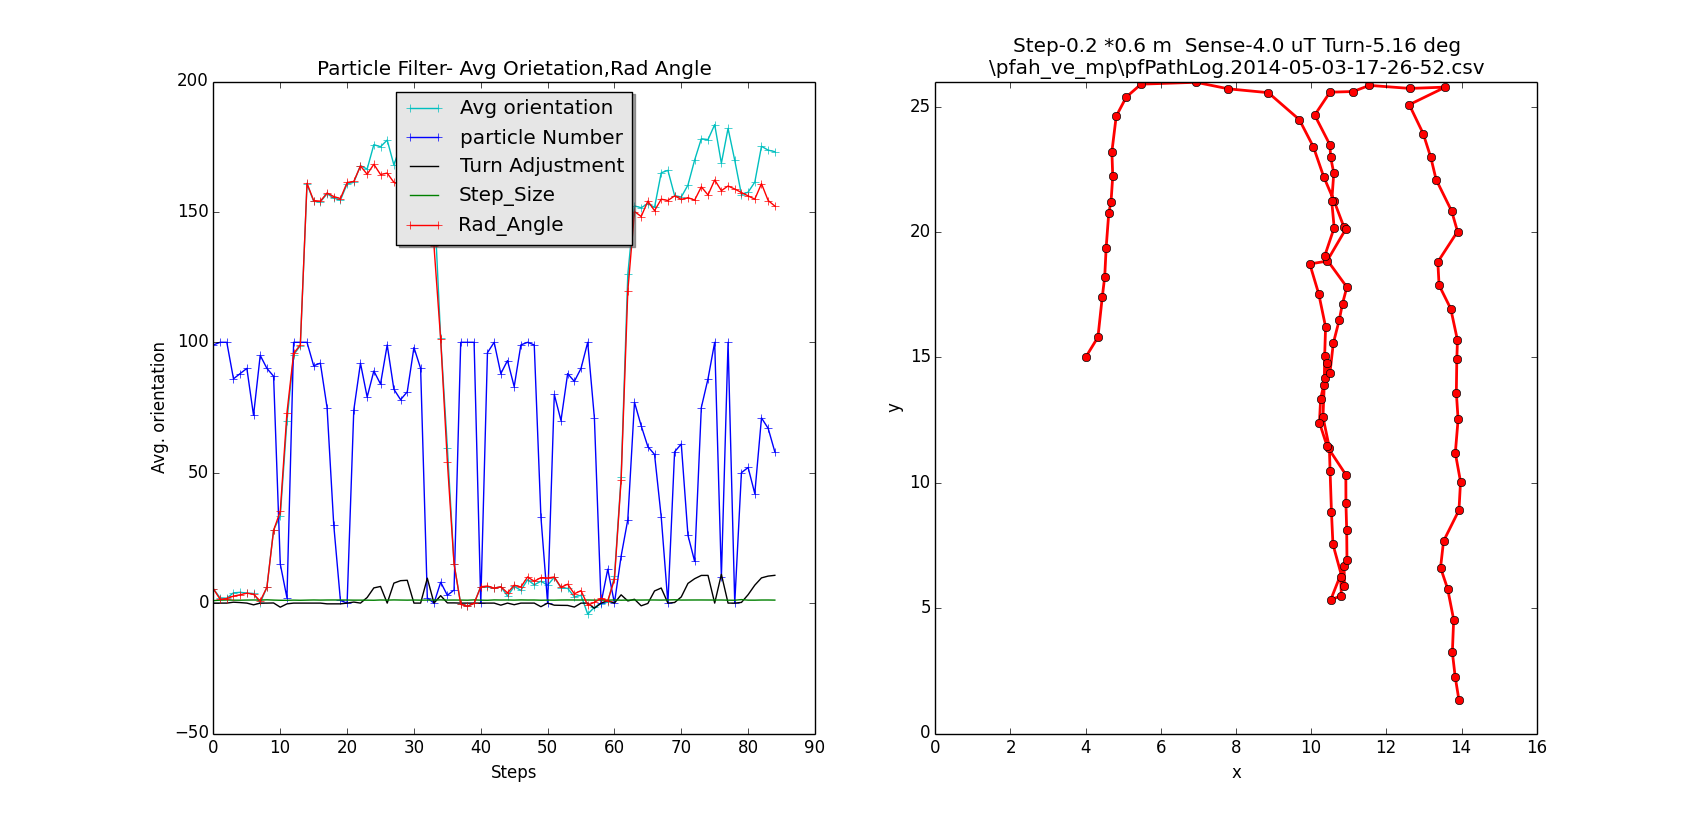 Particle Filter- Avg Orietation,Rad Angle
200
150
100
50
0
−50
Avg. orientation
Avg orientation
particle Number
Turn Adjustment
Step_Size
Rad_Angle
0 10 20 30 40 50 60 70 80 90
Steps
Step-0.2 *0.6 m Sense-4.0 uT Turn-5.16 deg
\pfah_ve_mp\pfPathLog.2014-05-03-17-26-52.csv
25
20
15
10
5
0
y
0 2 4 6 8 10 12 14 16
x